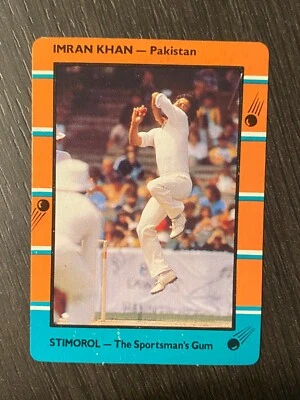 IMRAN KHAN — Pakistan
STIMOROL — The Sportsman's Gum